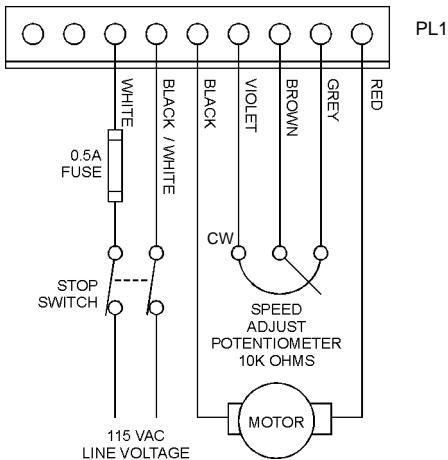 PL1
WHITE
BLACK / WHITE
BLACK
VIOLET
BROWN
GREY
RED
0.5A
FUSE
CW
STOP
SWITCH
SPEED
ADJUST
POTENTIOMETER
10K OHMS
MOTOR
115 VAC
LINE VOLTAGE